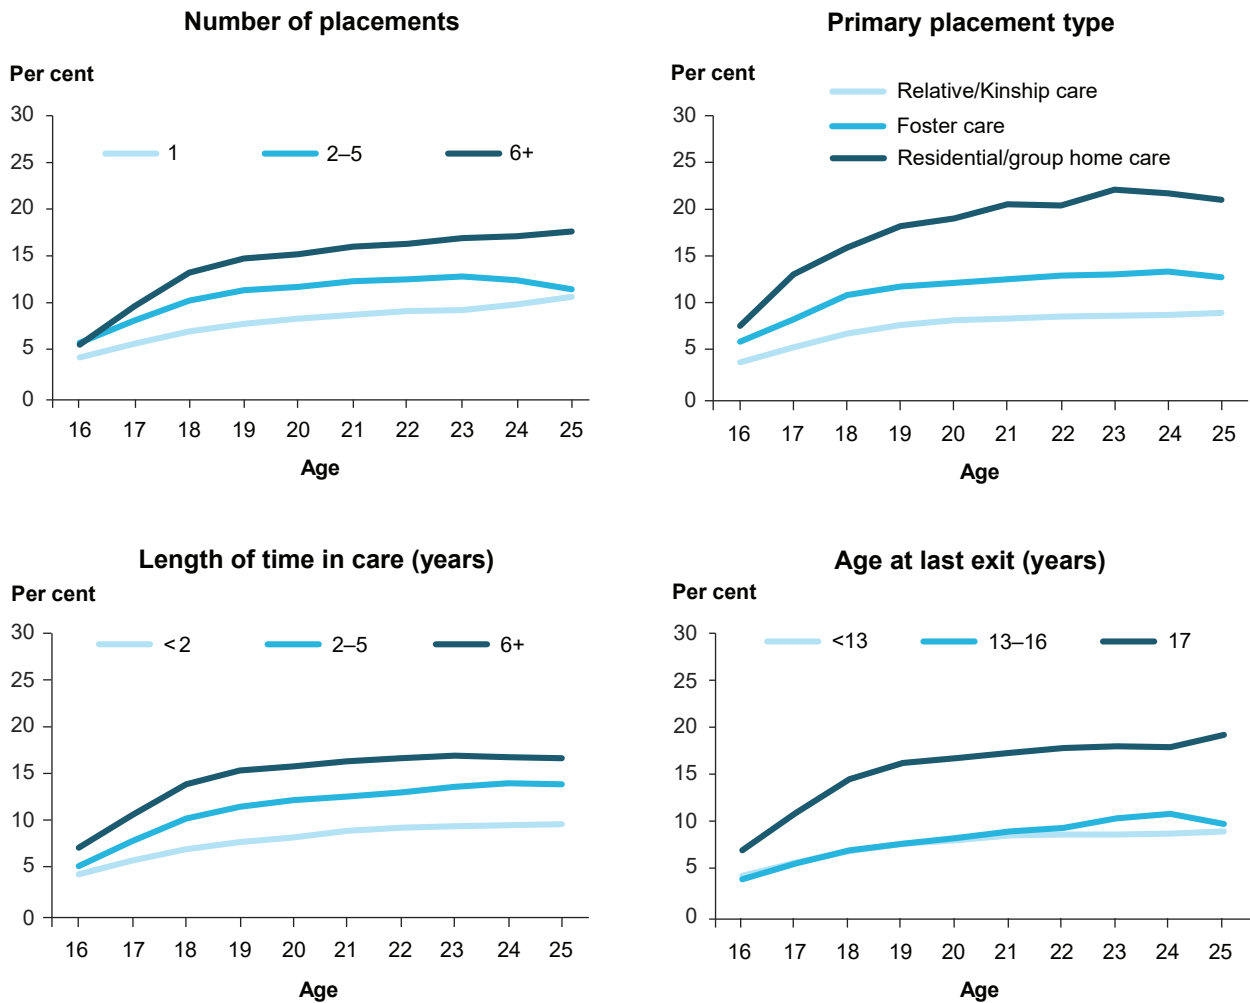 Number of placements
Per cent
30
25
20
15
10
5
0
1
2–5
6+
16 17 18 19 20 21 22 23 24 25
Age
Primary placement type
Per cent
30
25
20
15
10
5
0
Relative/Kinship care
Foster care
Residential/group home care
16 17 18 19 20 21 22 23 24 25
Age
Length of time in care (years)
Per cent
30
25
20
15
10
5
0
<2
2–5
6+
16 17 18 19 20 21 22 23 24 25
Age
Age at last exit (years)
Per cent
30
25
20
15
10
5
0
<13
13–16
17
16 17 18 19 20 21 22 23 24 25
Age